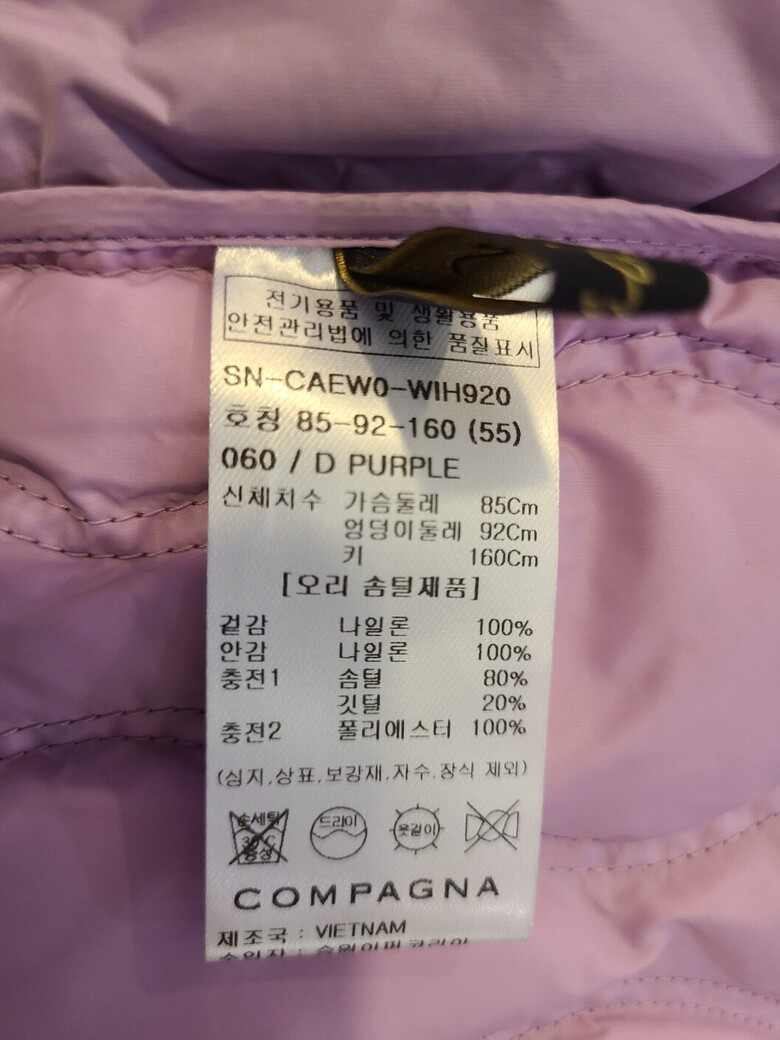 전기용품 및 생활용품
안전관리법에 의한 품질표시
SN-CAEW0-WIH920
호칭 85-92-160 (55)
060 / D PURPLE
신체치수 가슴둘레 85Cm
엉덩이둘레 92Cm
키 160Cm
[오리 솜털제품]
겉감 나일론 100%
안감 나일론 100%
충전1 솜털 80%
깃털 20%
충전2 폴리에스터 100%
(심지,상표,보강재,자수,장식 제외)
손세탁 드라이 옷걸이
30°C
중성
COMPAGNA
제조국 : VIETNAM